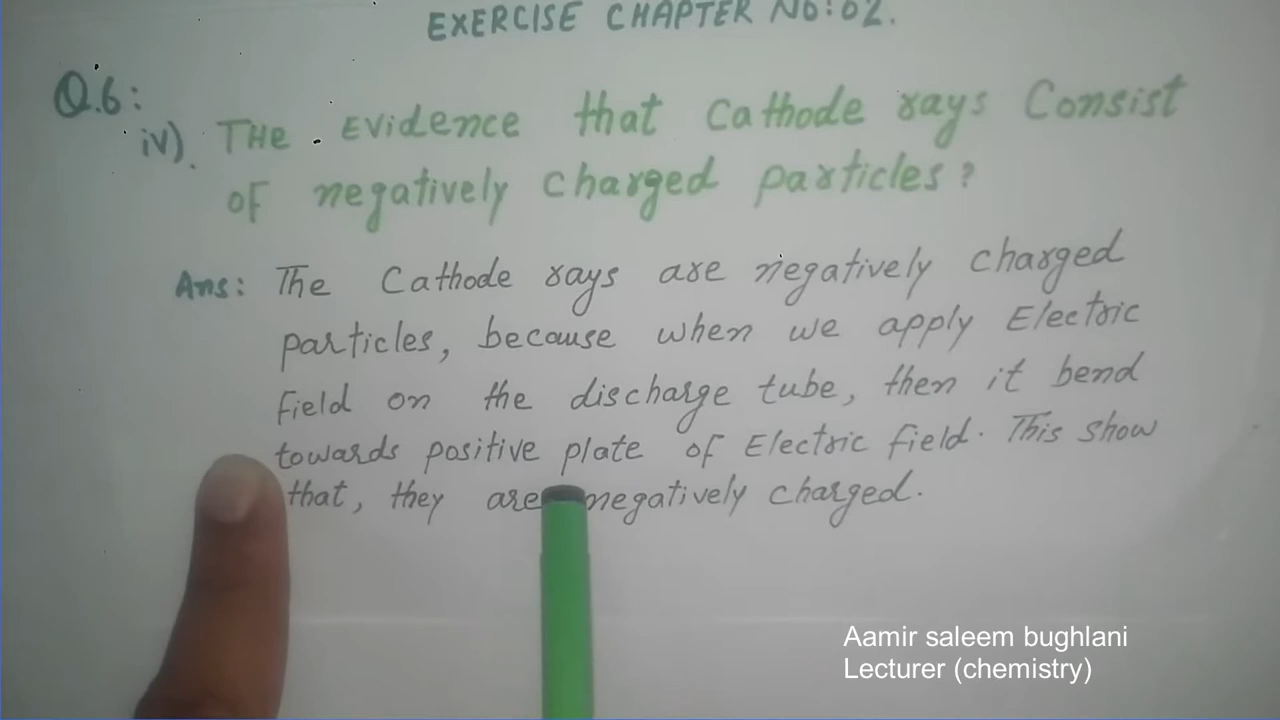 EXERCISE CHAPTER No:02.
Q.6:
iv). THE Evidence that Cathode rays Consist
of negatively charged particles?
Ans: The Cathode rays are negatively charged
particles, because when we apply Electric
Field on the discharge tube, then it bend
towards positive plate of Electric field. This show
that, they are negatively charged.
Aamir saleem bughlani
Lecturer (chemistry)